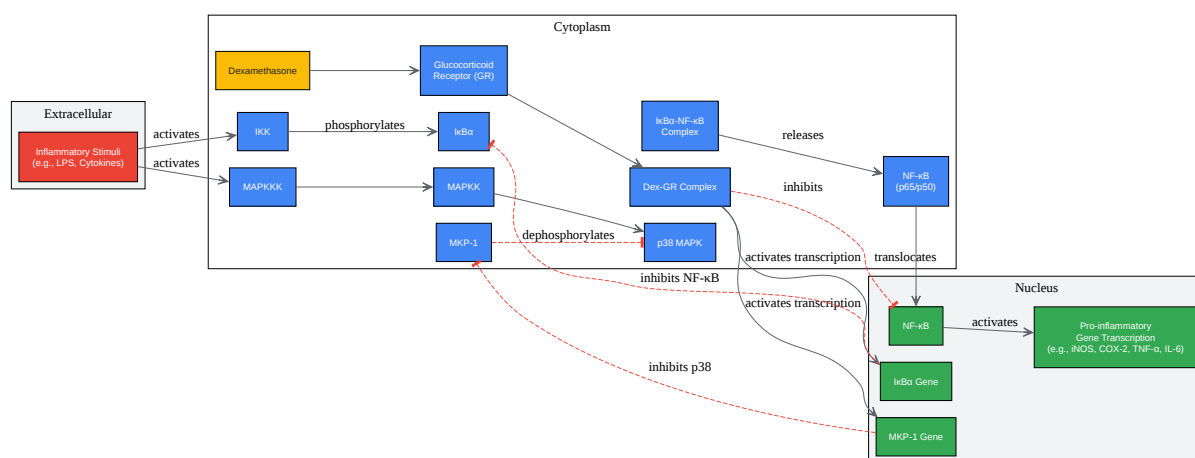 Cytoplasm
Dexamethasone
Glucocorticoid
Receptor (GR)
Extracellular
Inflammatory Stimuli
(e.g., LPS, Cytokines)
activates
activates
IKK
phosphorylates
IκBα
IκBα-NF-κB
Complex
releases
MAPKKK
MAPKK
Dex-GR Complex
inhibits
NF-κB
(p65/p50)
MKP-1
dephosphorylates
p38 MAPK
activates transcription
translocates
inhibits NF-κB
Nucleus
activates transcription
NF-κB
activates
Pro-inflammatory
Gene Transcription
(e.g., iNOS, COX-2, TNF-α, IL-6)
inhibits p38
IκBα Gene
MKP-1 Gene